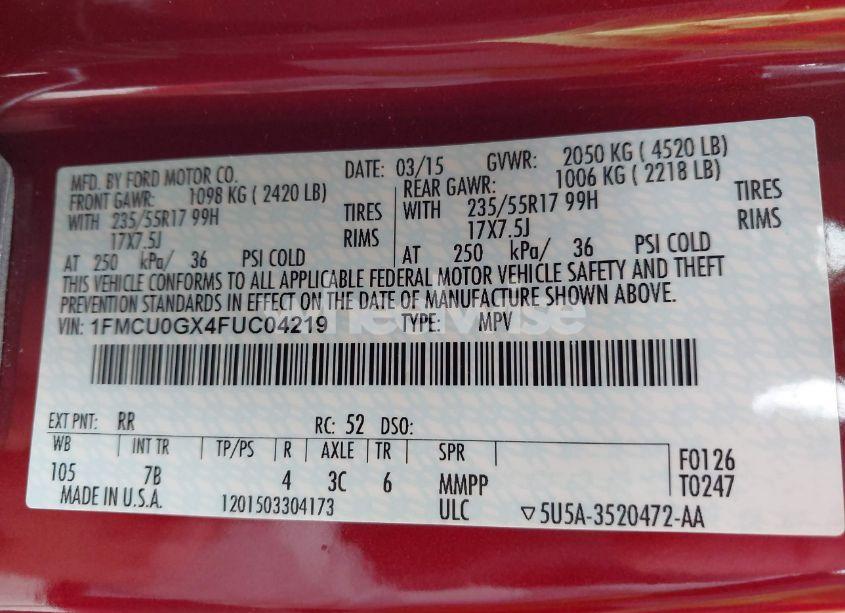 MFD. BY FORD MOTOR CO. DATE: 03/15 GVWR: 2050 KG ( 4520 LB)
FRONT GAWR: 1098 KG ( 2420 LB) REAR GAWR: 1006 KG ( 2218 LB)
WITH 235/55R17 99H TIRES WITH 235/55R17 99H TIRES
17X7.5J RIMS 17X7.5J RIMS
AT 250 kPa/ 36 PSI COLD AT 250 kPa/ 36 PSI COLD
THIS VEHICLE CONFORMS TO ALL APPLICABLE FEDERAL MOTOR VEHICLE SAFETY AND THEFT
PREVENTION STANDARDS IN EFFECT ON THE DATE OF MANUFACTURE SHOWN ABOVE.
VIN: 1FMCU0GX4FUC04219 TYPE: MPV
EXT PNT: RR RC: 52 DSO:
WB INT TR TP/PS R AXLE TR SPR F0126
105 7B 4 3C 6 MMPP T0247
MADE IN U.S.A. 1201503304173 ULC ▽5U5A-3520472-AA